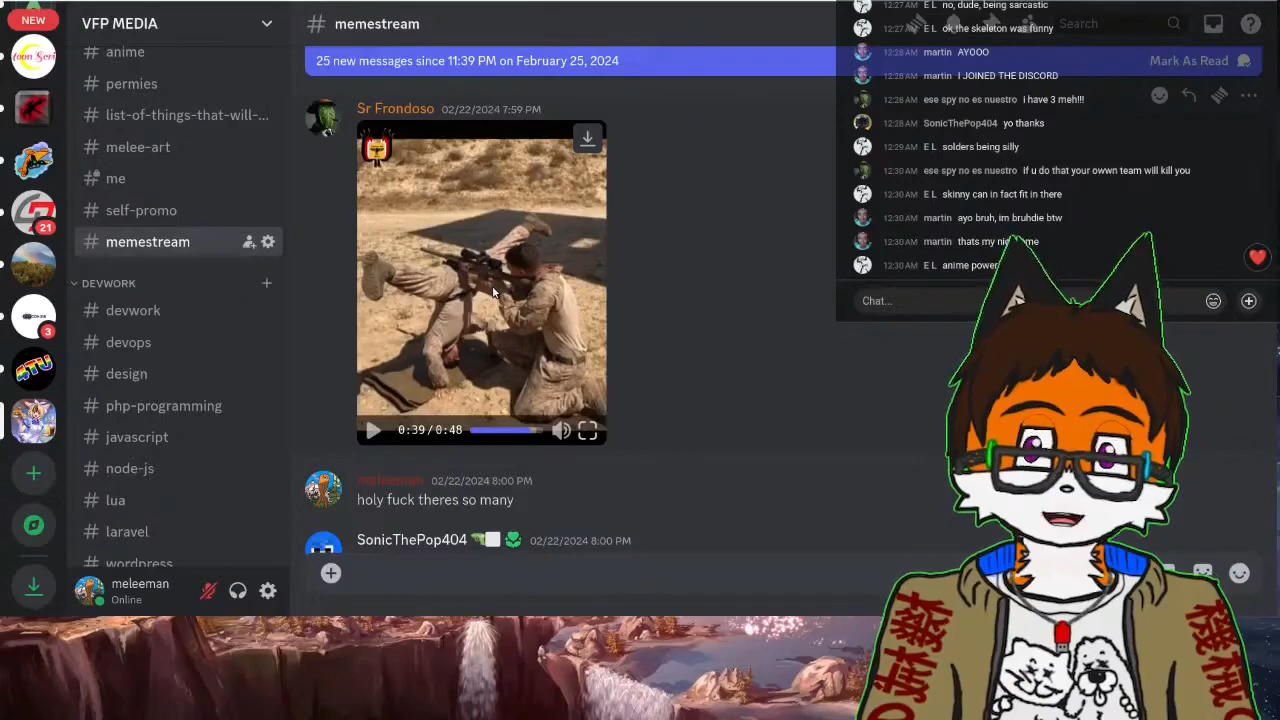 NEW
VFP MEDIA
anime
permies
list-of-things-that-will-...
melee-art
me
self-promo
memestream
DEVWORK
devwork
devops
design
php-programming
javascript
node-js
lua
laravel
wordpress
21
3
4TU
meleeman
Online
# memestream
25 new messages since 11:39 PM on February 25, 2024
Mark As Read
Search
Sr Frondoso 02/22/2024 7:59 PM
0:39 / 0:48
meleeman 02/22/2024 8:00 PM
holy fuck theres so many
SonicThePop404 02/22/2024 8:00 PM
12:27 AM E L no, dude, being sarcastic
12:27 AM E L ok the skeleton was funny
12:28 AM martin AYOOO
12:28 AM martin I JOINED THE DISCORD
12:28 AM ese spy no es nuestro i have 3 meh!!!
12:28 AM SonicThePop404 yo thanks
12:29 AM E L solders being silly
12:30 AM ese spy no es nuestro if u do that your owwn team will kill you
12:30 AM E L skinny can in fact fit in there
12:30 AM martin ayo bruh, im bruhdie btw
12:30 AM martin thats my
12:30 AM E L anime power
Chat...
機械